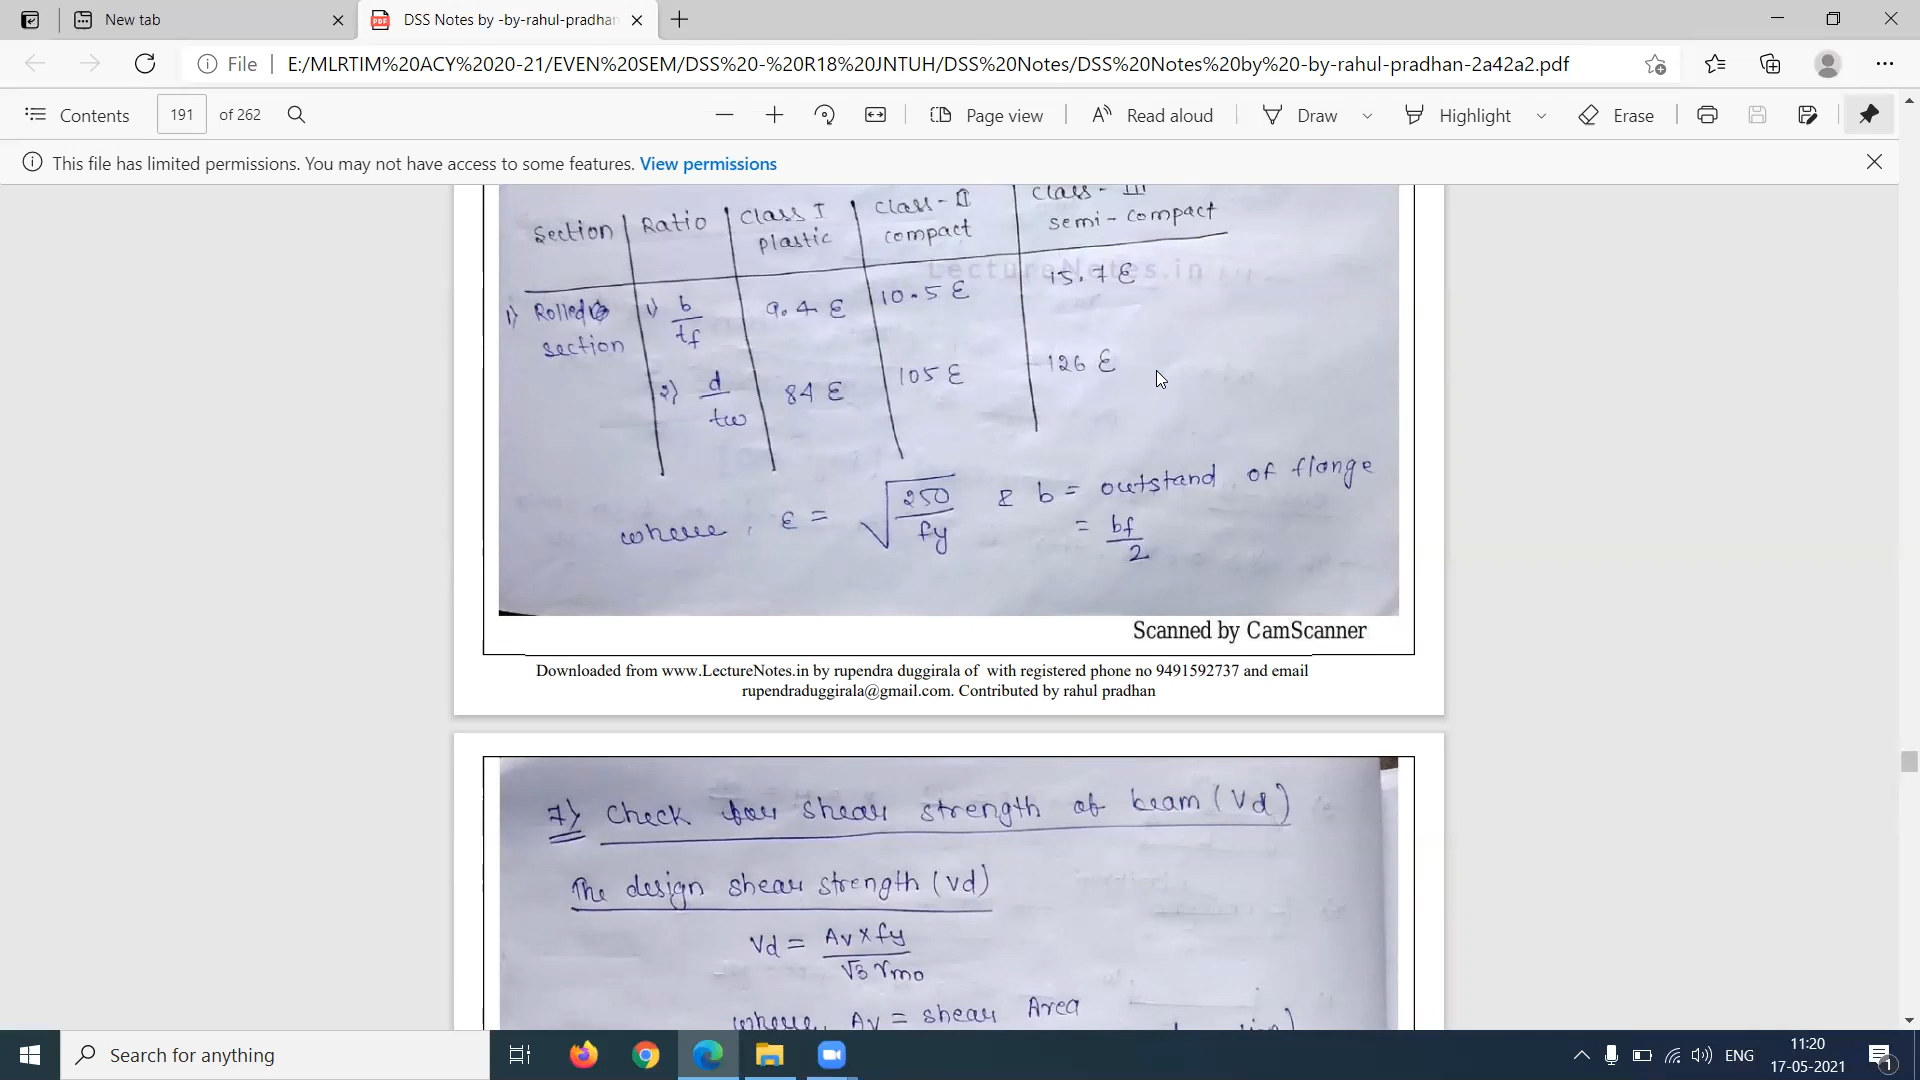 New tab
DSS Notes by -by-rahul-pradhan
File
E:/MLRTIM%20ACY%2020-21/EVEN%20SEM/DSS%20-%20R18%20JNTUH/DSS%20Notes/DSS%20Notes%20by%20-by-rahul-pradhan-2a42a2.pdf
Contents 191 of 262 Page view Read aloud Draw Highlight Erase
This file has limited permissions. You may not have access to some features. View permissions
Section Ratio Class I plastic Class-II compact Class-III semi-compact
LectureNotes.in
1) Rolled section 1) b/tf 9.4 ε 10.5 ε 15.7 ε
2) d/tw 84 ε 105 ε 126 ε
where, ε = √250/fy & b = outstand of flange
= bf/2
Scanned by CamScanner
Downloaded from www.LectureNotes.in by rupendra duggirala of with registered phone no 9491592737 and email
rupendraduggirala@gmail.com. Contributed by rahul pradhan
7) Check for shear strength of beam (Vd)
The design shear strength (Vd)
Vd = Av x fy / √3 γmo
where, Av = shear Area
Search for anything
ENG
11:20
17-05-2021
1